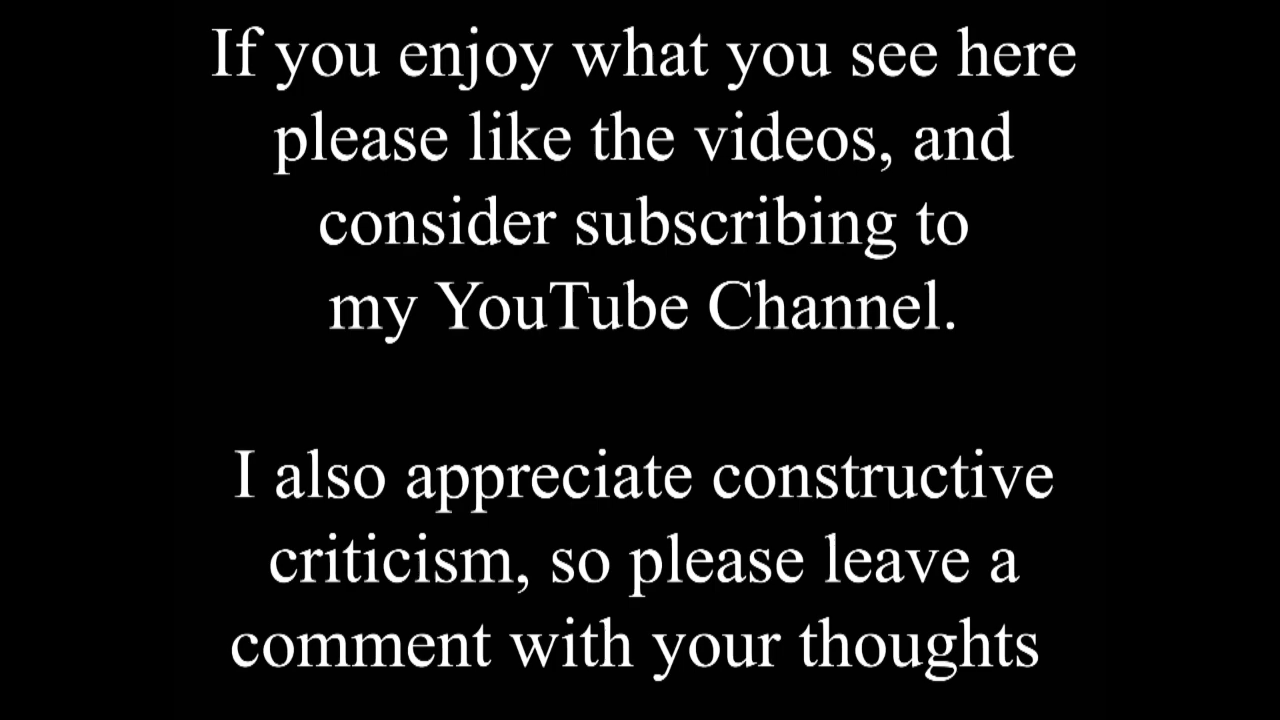 If you enjoy what you see here
please like the videos, and
consider subscribing to
my YouTube Channel.
I also appreciate constructive
criticism, so please leave a
comment with your thoughts